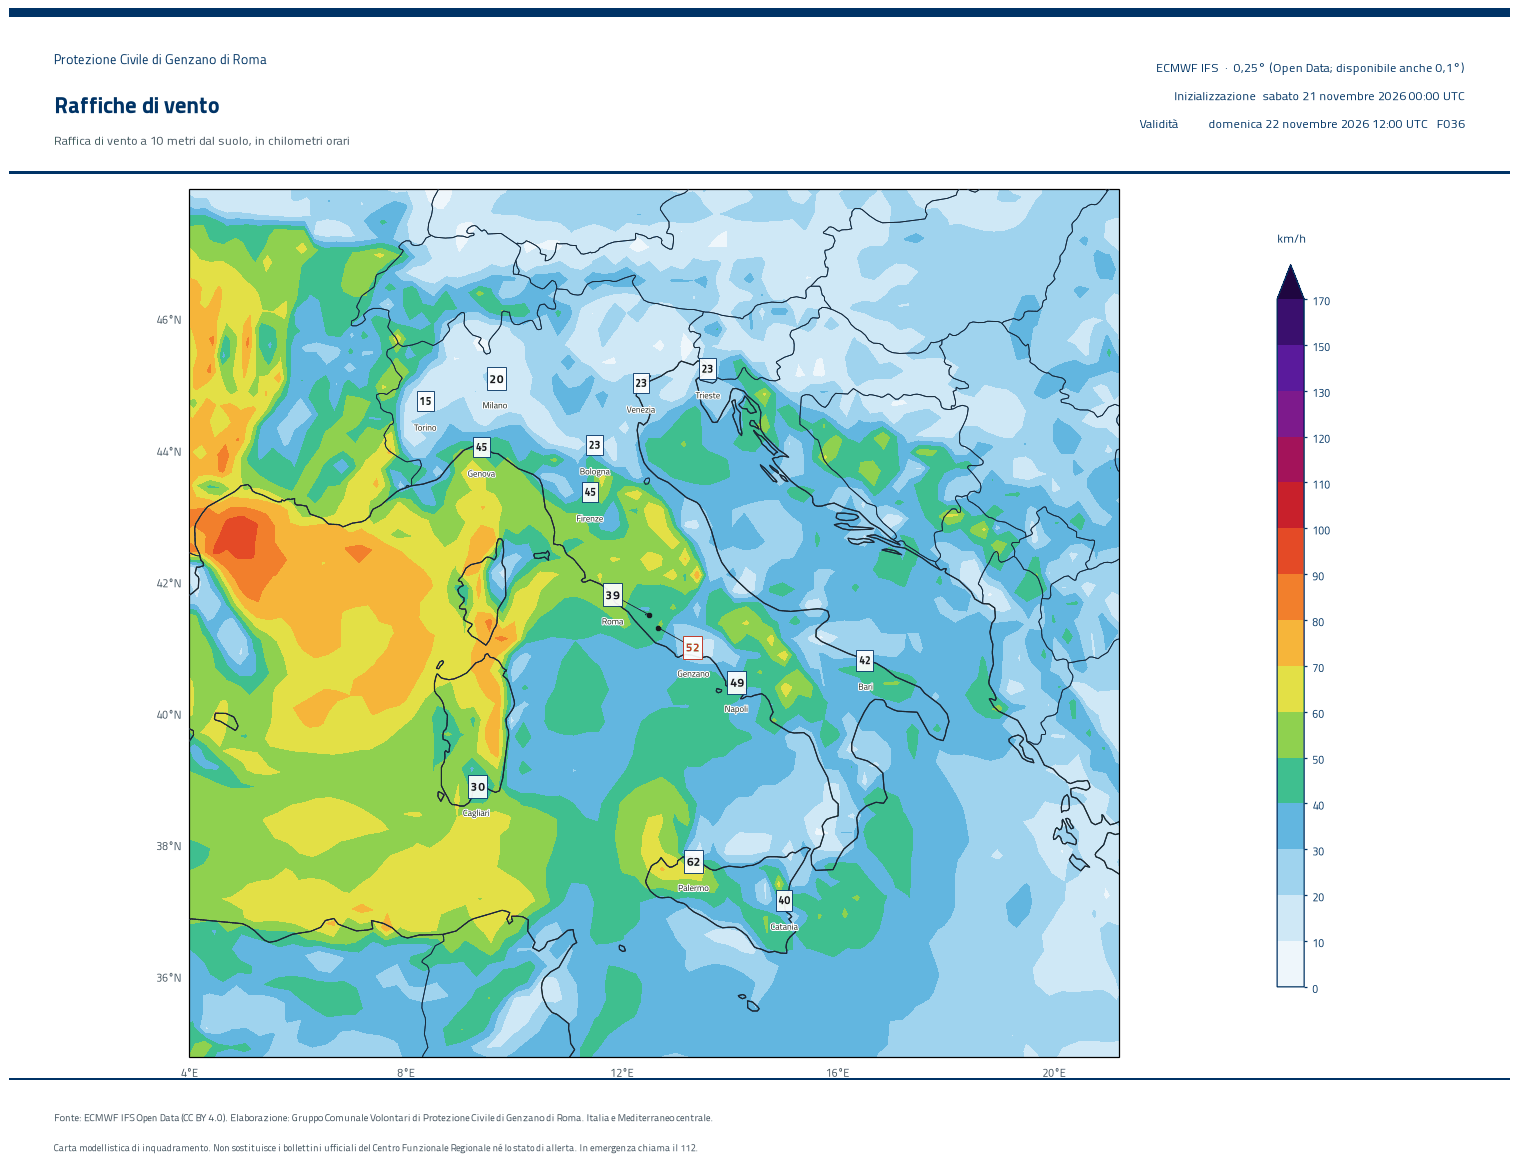 Protezione Civile di Genzano di Roma
Raffiche di vento
Raffica di vento a 10 metri dal suolo, in chilometri orari
ECMWF IFS · 0,25° (Open Data; disponibile anche 0,1°)
Inizializzazione sabato 21 novembre 2026 00:00 UTC
Validità domenica 22 novembre 2026 12:00 UTC F036
km/h
170
150
130
120
110
100
90
80
70
60
50
40
30
20
10
0
46°N
44°N
42°N
40°N
38°N
36°N
4°E
8°E
12°E
16°E
20°E
23
Trieste
20
Milano
23
Venezia
15
Torino
45
Genova
23
Bologna
45
Firenze
39
Roma
52
Genzano
42
Bari
49
Napoli
30
Cagliari
62
Palermo
40
Catania
Fonte: ECMWF IFS Open Data (CC BY 4.0). Elaborazione: Gruppo Comunale Volontari di Protezione Civile di Genzano di Roma. Italia e Mediterraneo centrale.
Carta modellistica di inquadramento. Non sostituisce i bollettini ufficiali del Centro Funzionale Regionale né lo stato di allerta. In emergenza chiama il 112.